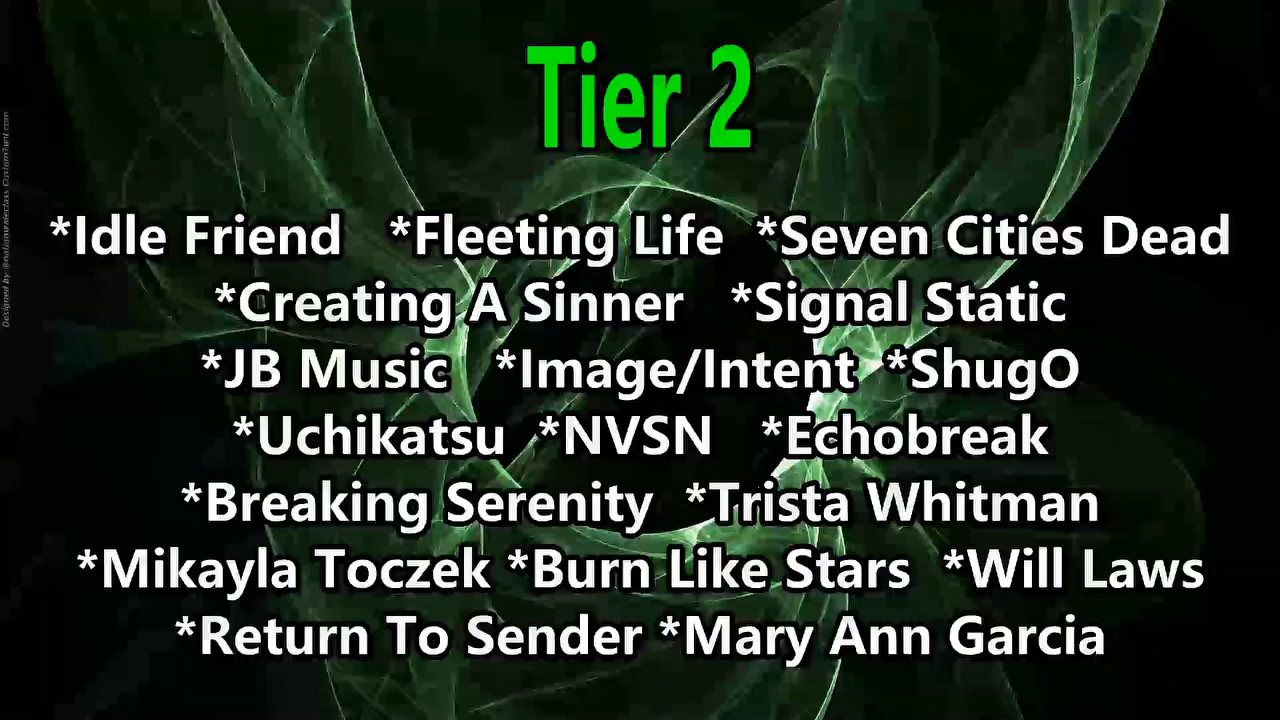 Tier 2
*Idle Friend *Fleeting Life *Seven Cities Dead
*Creating A Sinner *Signal Static
*JB Music *Image/Intent *ShugO
*Uchikatsu *NVSN *Echobreak
*Breaking Serenity *Trista Whitman
*Mikayla Toczek *Burn Like Stars *Will Laws
*Return To Sender *Mary Ann Garcia
Designed by